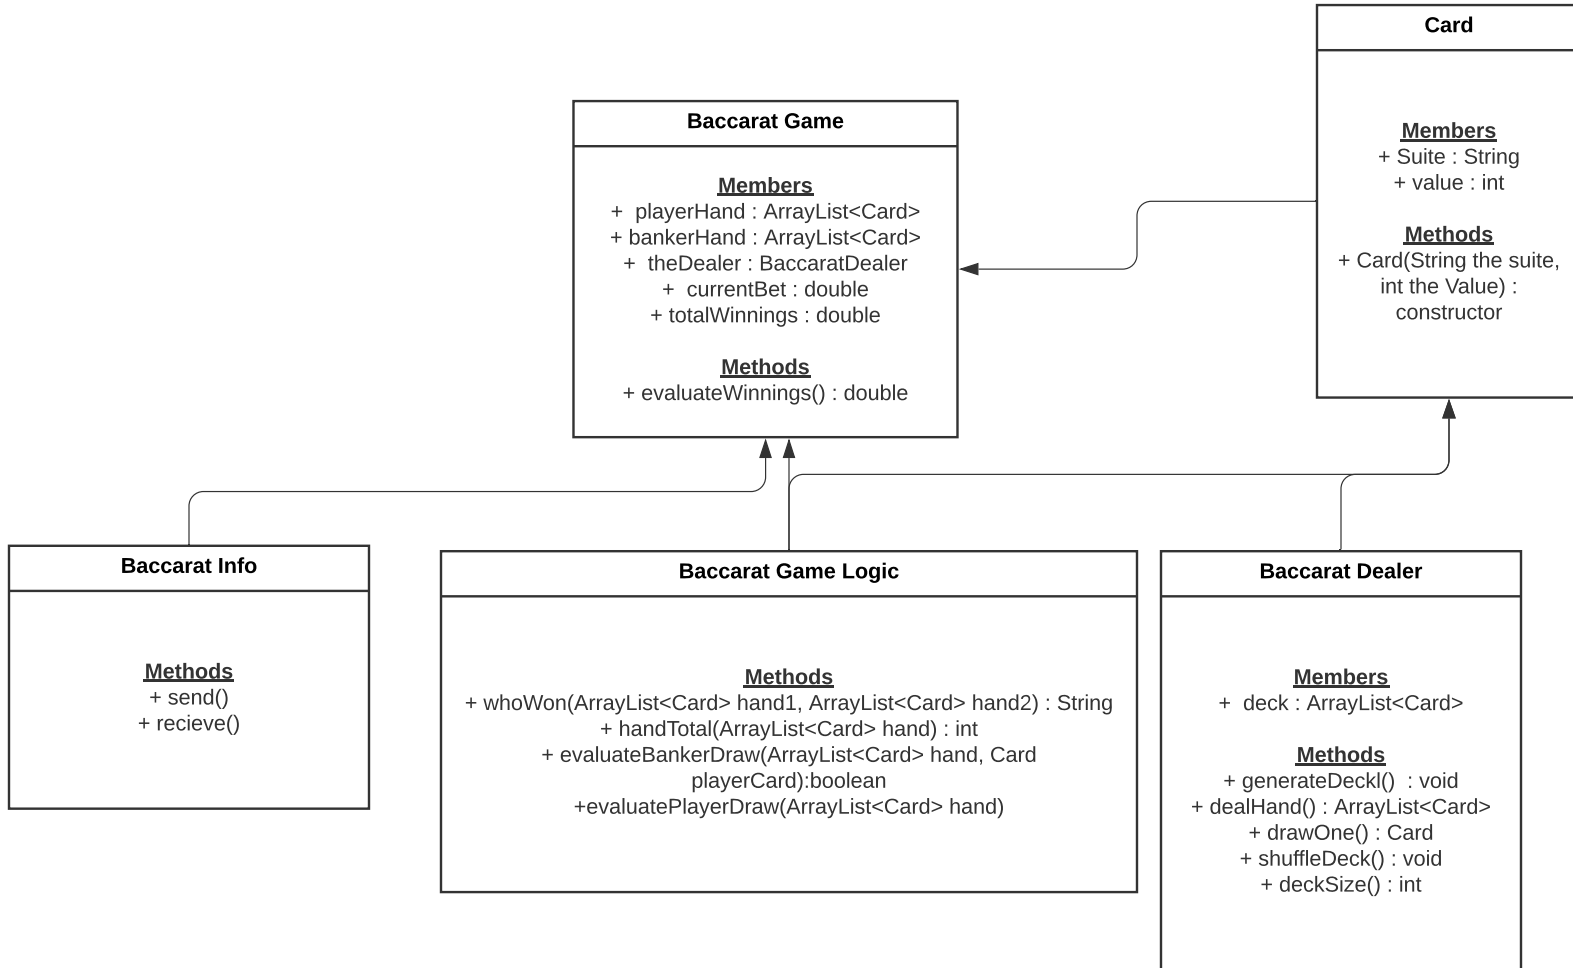 Card
Members
+ Suite : String
+ value : int
Methods
+ Card(String the suite,
int the Value) :
constructor
Baccarat Game
Members
+  playerHand : ArrayList<Card>
+ bankerHand : ArrayList<Card>
+  theDealer : BaccaratDealer
+  currentBet : double
+ totalWinnings : double
Methods
+ evaluateWinnings() : double
Baccarat Info
Methods
+ send()
+ recieve()
Baccarat Game Logic
Methods
+ whoWon(ArrayList<Card> hand1, ArrayList<Card> hand2) : String
+ handTotal(ArrayList<Card> hand) : int
+ evaluateBankerDraw(ArrayList<Card> hand, Card
playerCard):boolean
+evaluatePlayerDraw(ArrayList<Card> hand)
Baccarat Dealer
Members
+  deck : ArrayList<Card>
Methods
+ generateDeckl()  : void
+ dealHand() : ArrayList<Card>
+ drawOne() : Card
+ shuffleDeck() : void
+ deckSize() : int